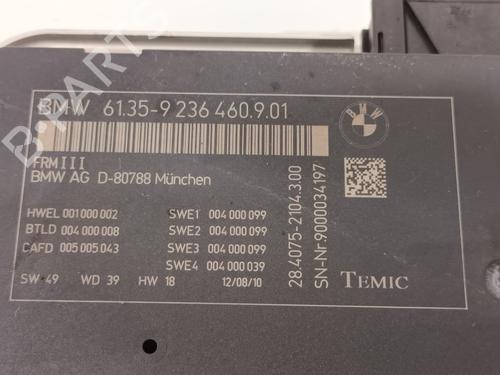 BMW 61.35-9 236 460.9.01
FRMIII
BMW AG D-80788 München
HWEL 001 000 002
BTLD 004 000 008
CAFD 005 005 043
SWE1 004 000 099
SWE2 004 000 099
SWE3 004 000 099
SWE4 004 000 039
SW 49 WD 39 HW 18 12/08/10
28.4075-2104.3.00
SN-Nr.9000034197
TEMIC
BMW
B-PARTS